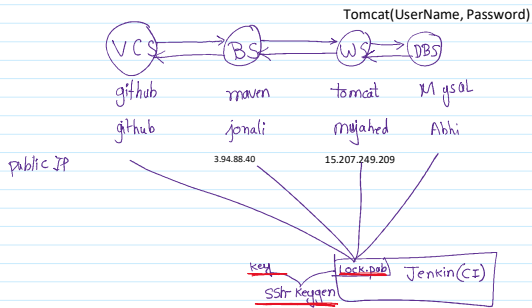 Tomcat(UserName, Password)
VCS BS WS DBS
github maven tomcat MySQL
github jonali mujahed Abhi
public IP 3.94.88.40 15.207.249.209
key Lock.pub Jenkin(CI)
SSh-keygen